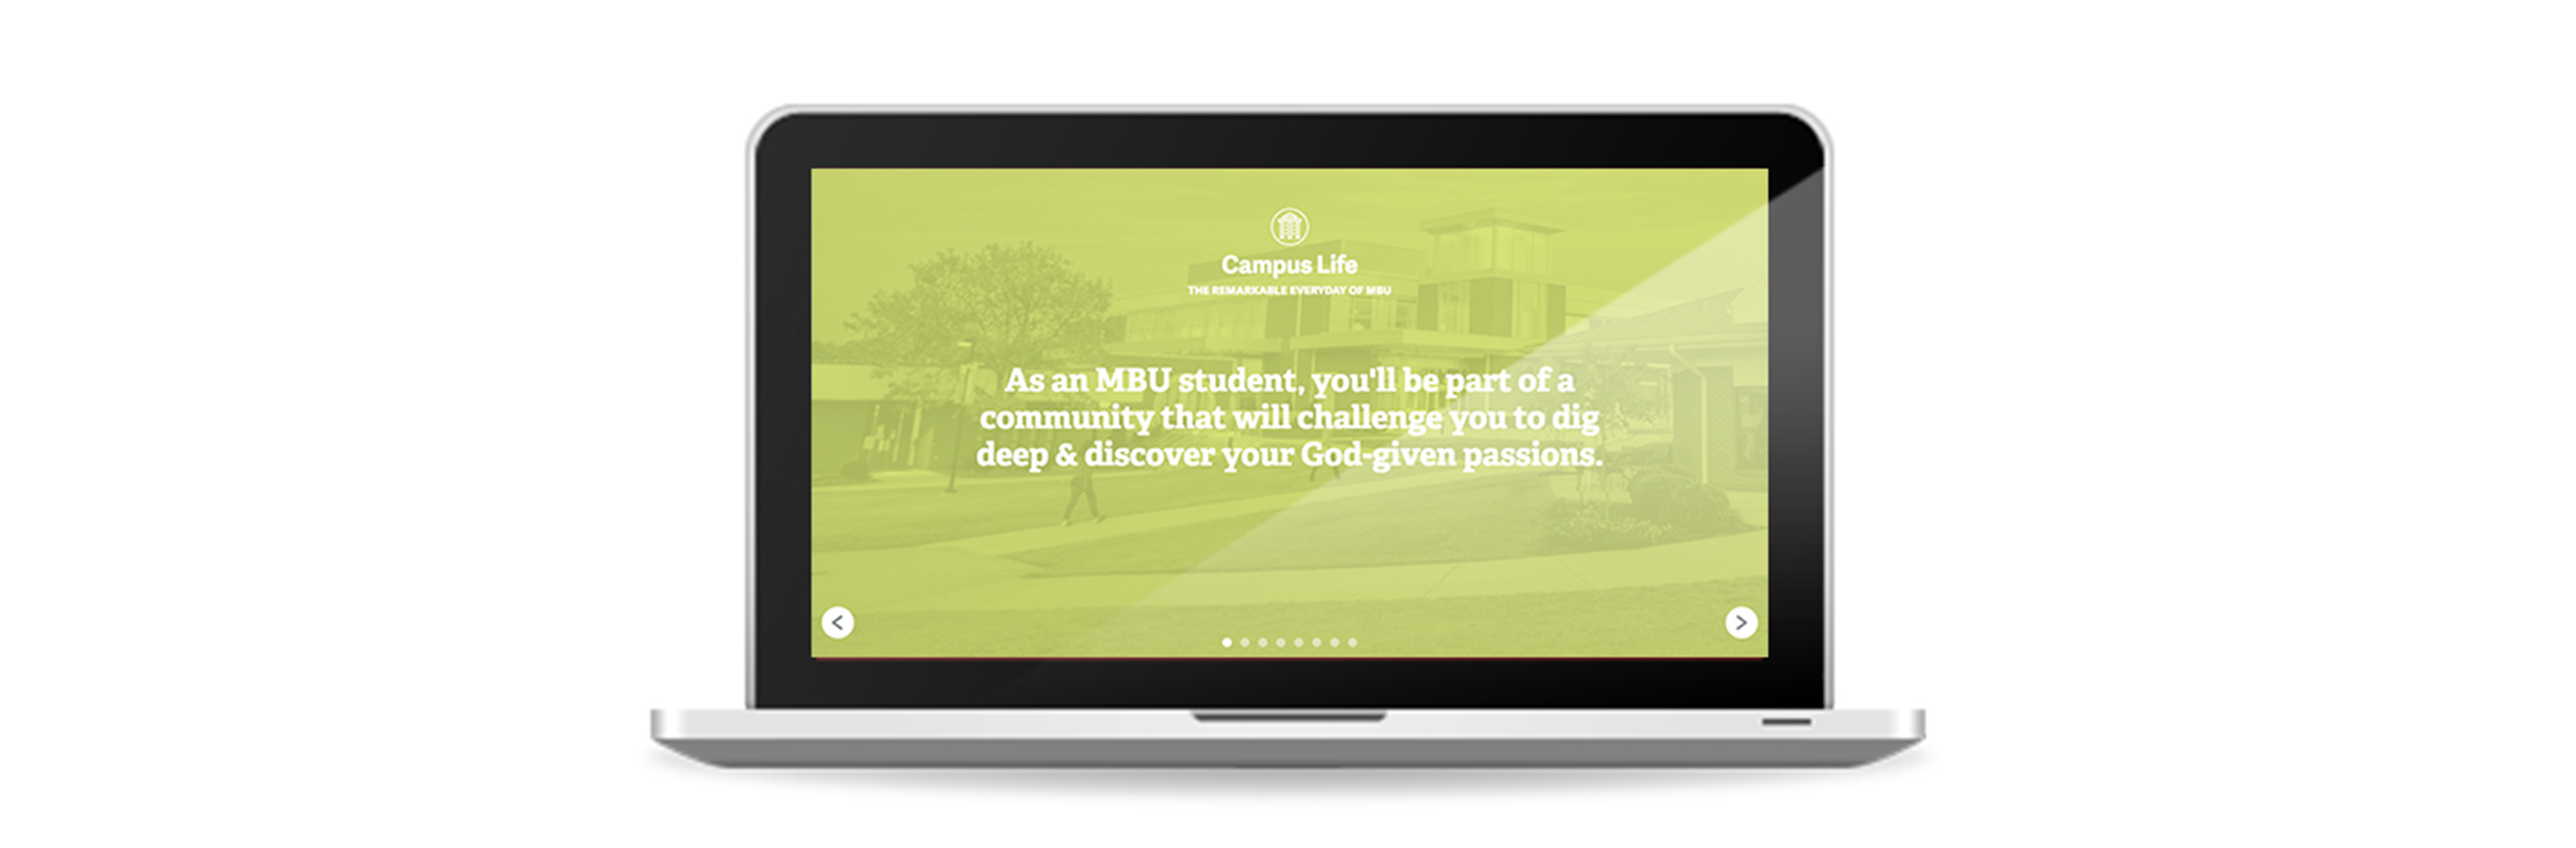 Campus Life
THE REMARKABLE EVERYDAY OF MBU
As an MBU student, you'll be part of a
community that will challenge you to dig
deep & discover your God-given passions.